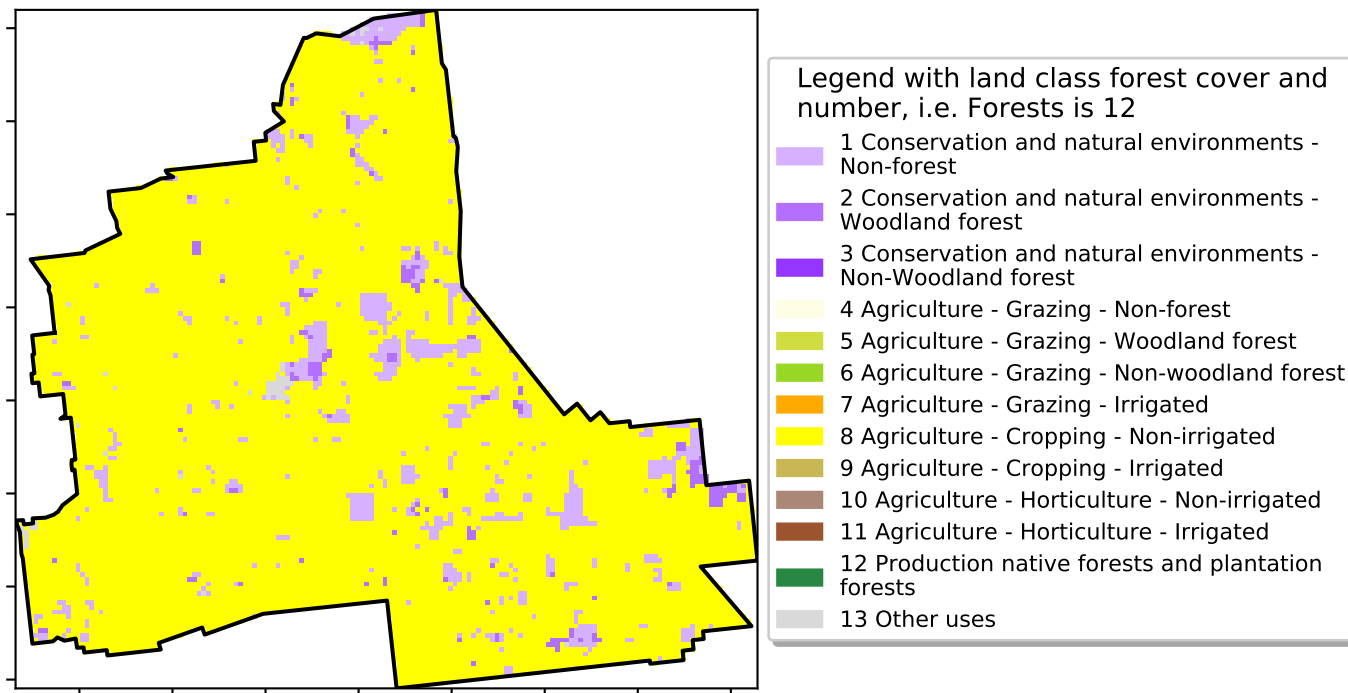 Legend with land class forest cover and
number, i.e. Forests is 12
1 Conservation and natural environments -
Non-forest
2 Conservation and natural environments -
Woodland forest
3 Conservation and natural environments -
Non-Woodland forest
4 Agriculture - Grazing - Non-forest
5 Agriculture - Grazing - Woodland forest
6 Agriculture - Grazing - Non-woodland forest
7 Agriculture - Grazing - Irrigated
8 Agriculture - Cropping - Non-irrigated
9 Agriculture - Cropping - Irrigated
10 Agriculture - Horticulture - Non-irrigated
11 Agriculture - Horticulture - Irrigated
12 Production native forests and plantation
forests
13 Other uses